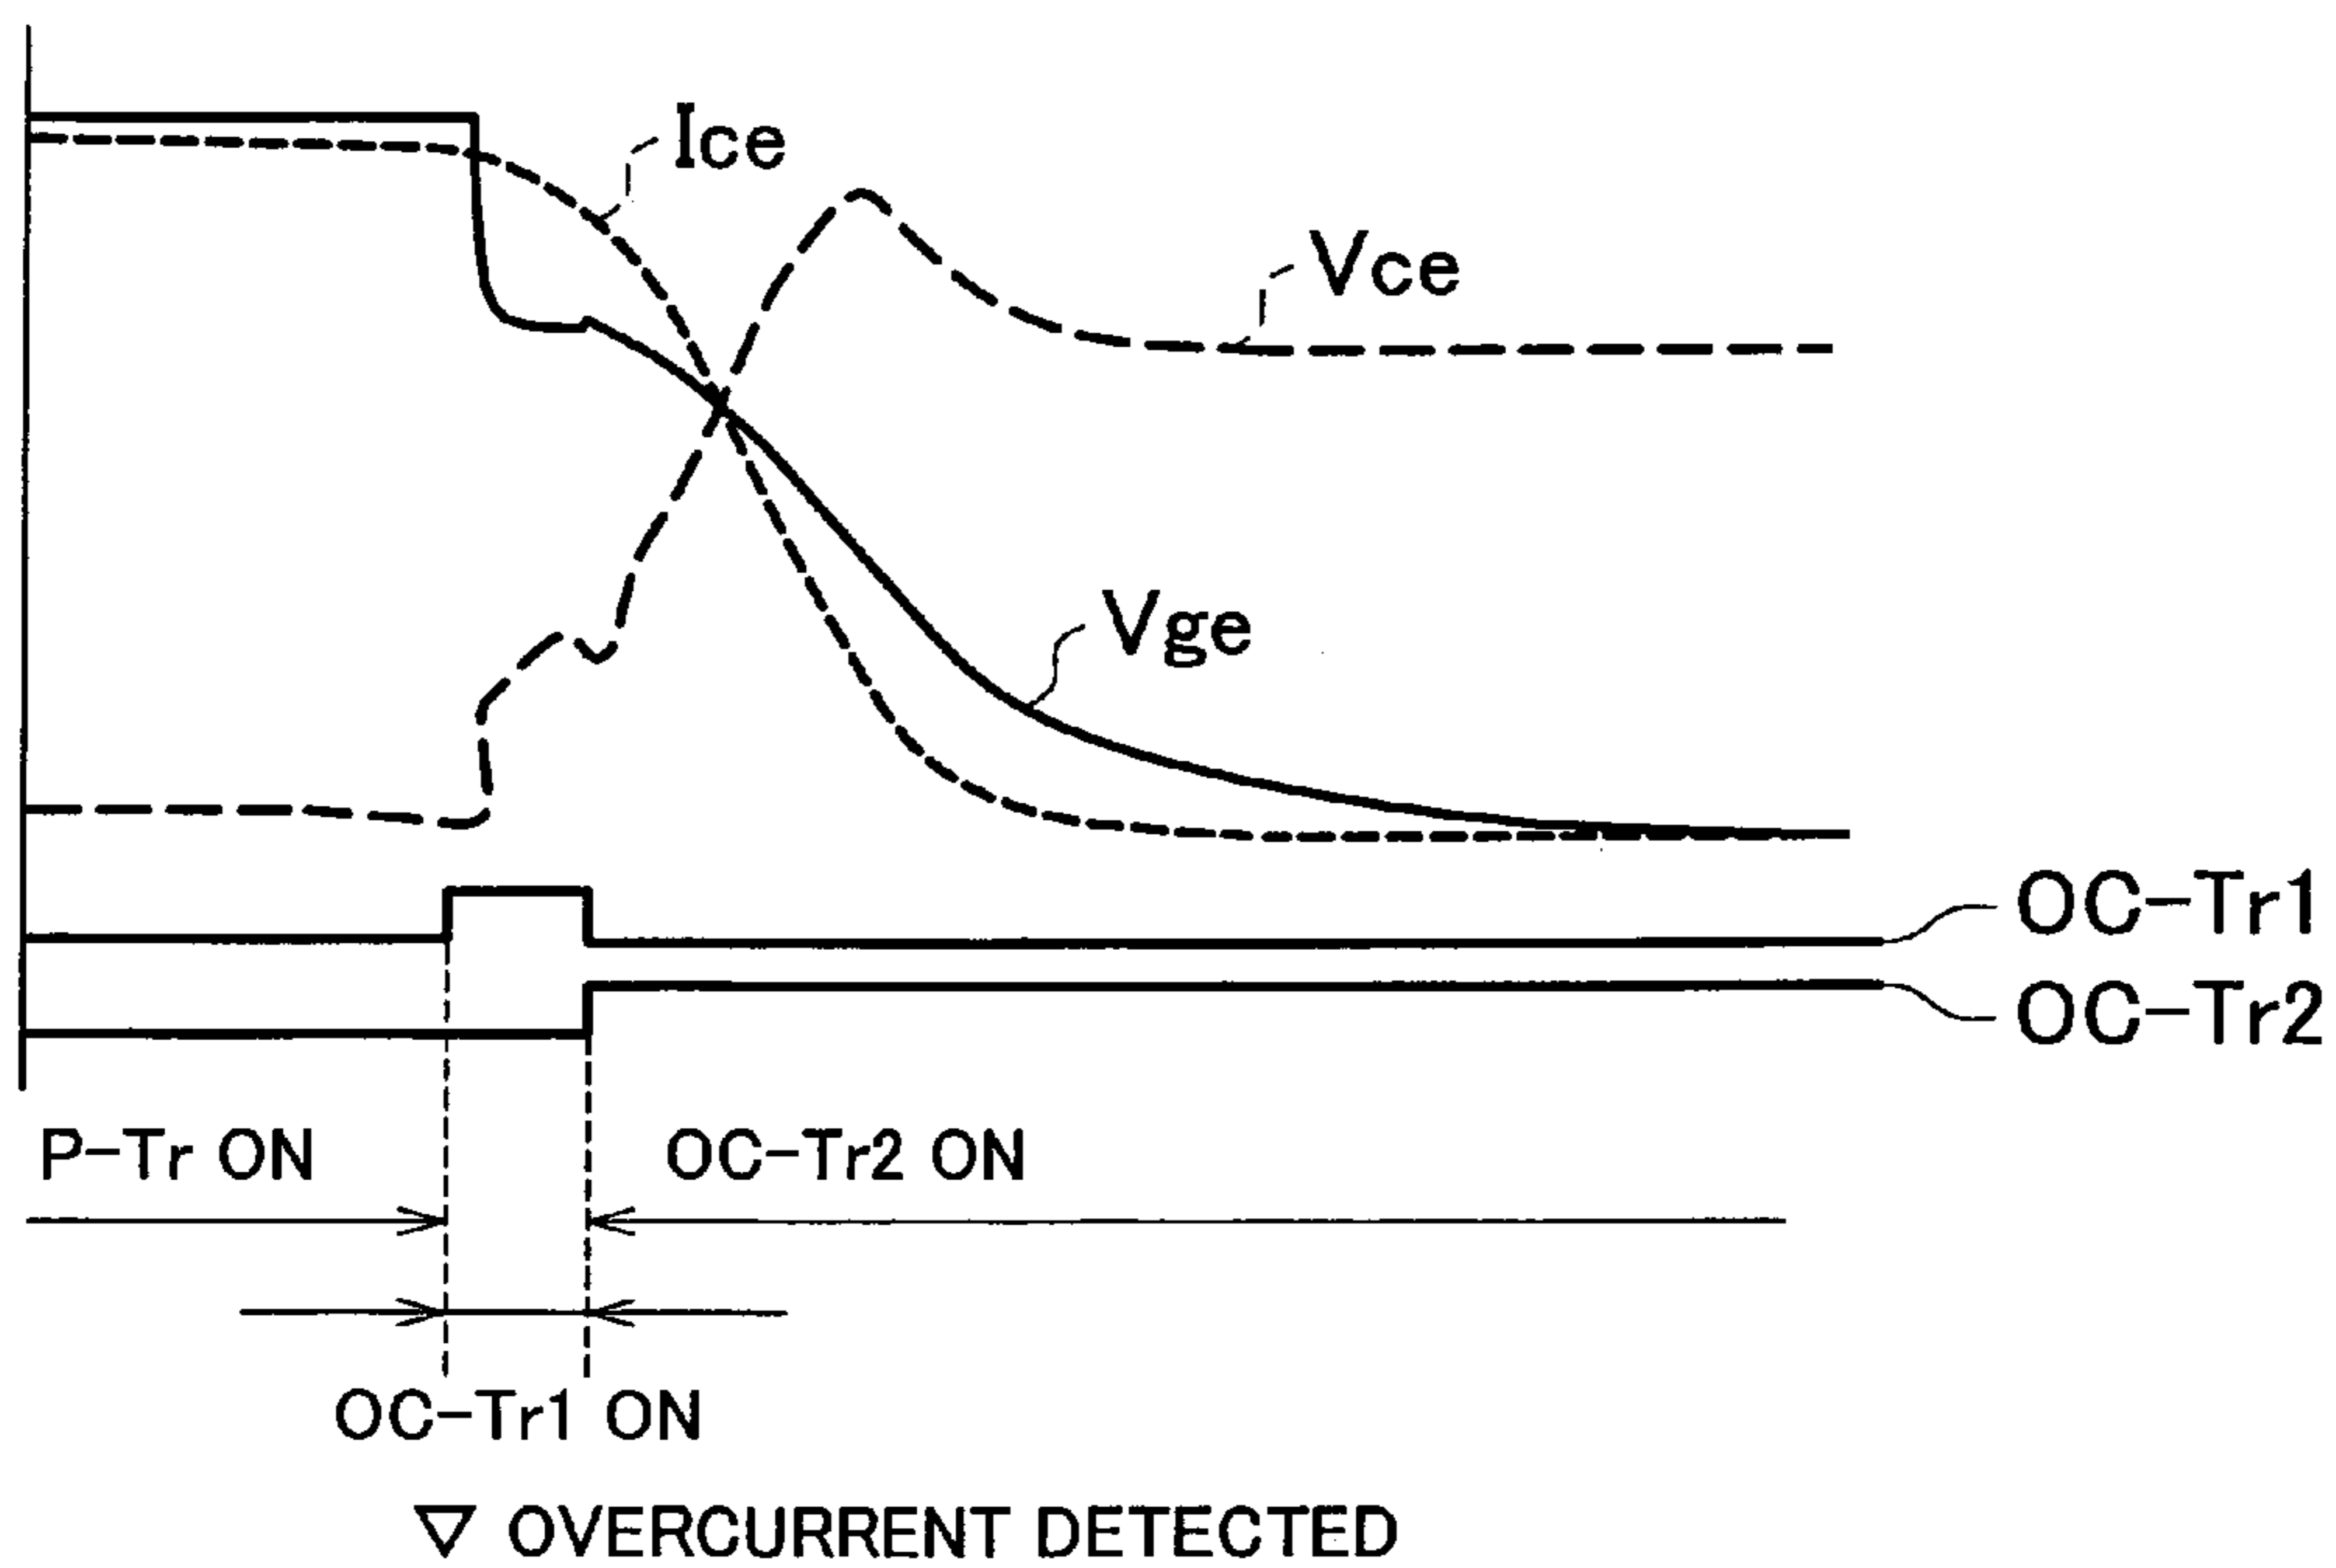 Ice
Vce
Vge
OC-Tr1
OC-Tr2
P-Tr ON
OC-Tr2 ON
OC-Tr1 ON
▽ OVERCURRENT DETECTED